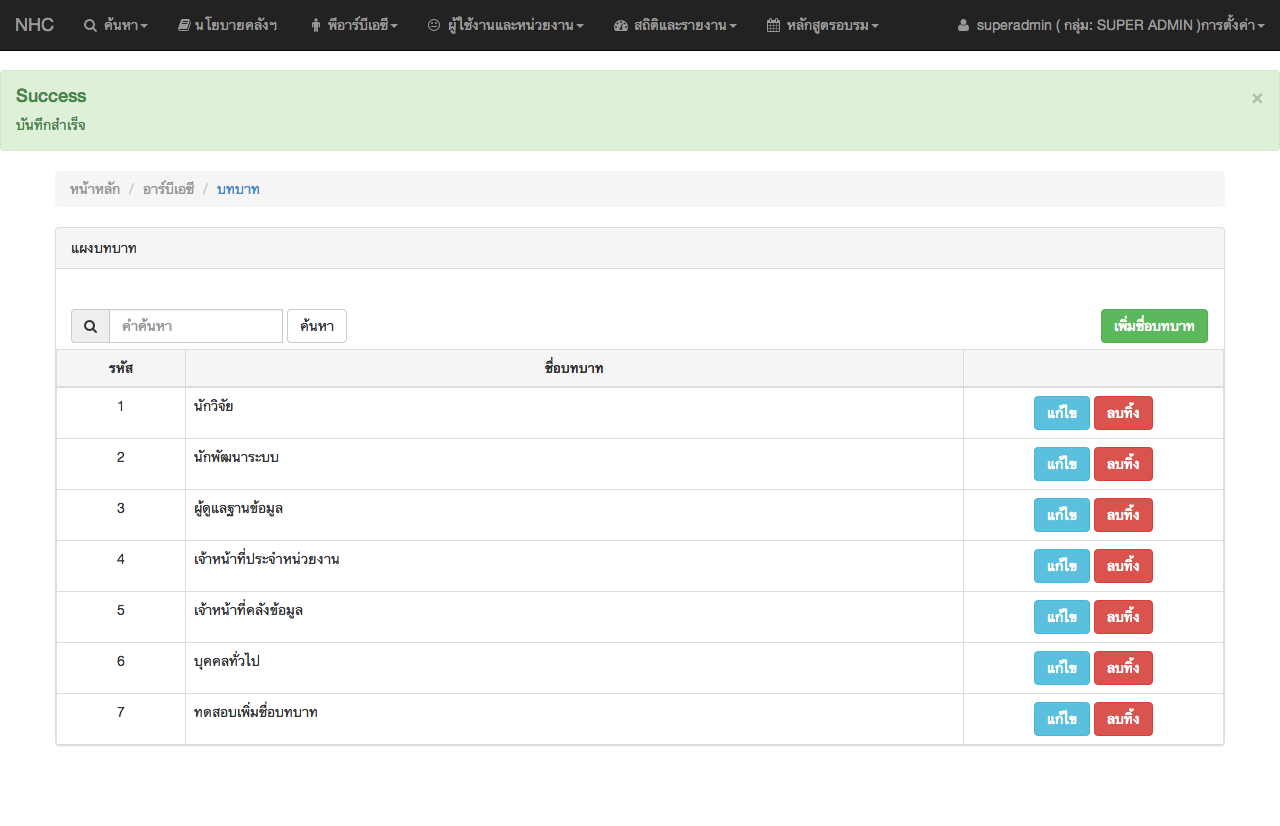 NHC ค้นหา นโยบายคลังฯ พีอาร์บีเอซี ผู้ใช้งานและหน่วยงาน สถิติและรายงาน หลักสูตรอบรม superadmin ( กลุ่ม: SUPER ADMIN )การตั้งค่า
Success ×
บันทึกสำเร็จ
หน้าหลัก / อาร์บีเอซี / บทบาท
แผงบทบาท
คำค้นหา ค้นหา เพิ่มชื่อบทบาท
รหัส ชื่อบทบาท
1 นักวิจัย แก้ไข ลบทิ้ง
2 นักพัฒนาระบบ แก้ไข ลบทิ้ง
3 ผู้ดูแลฐานข้อมูล แก้ไข ลบทิ้ง
4 เจ้าหน้าที่ประจำหน่วยงาน แก้ไข ลบทิ้ง
5 เจ้าหน้าที่คลังข้อมูล แก้ไข ลบทิ้ง
6 บุคคลทั่วไป แก้ไข ลบทิ้ง
7 ทดสอบเพิ่มชื่อบทบาท แก้ไข ลบทิ้ง